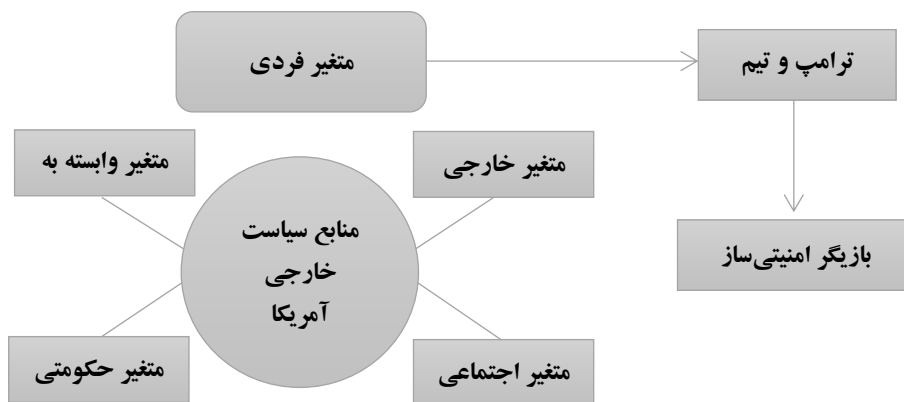 متغیر فردی
ترامپ و تیم
متغیر وابسته به
متغیر خارجی
منابع سیاست
خارجی
آمریکا
بازیگر امنیتی‌ساز
متغیر حکومتی
متغیر اجتماعی